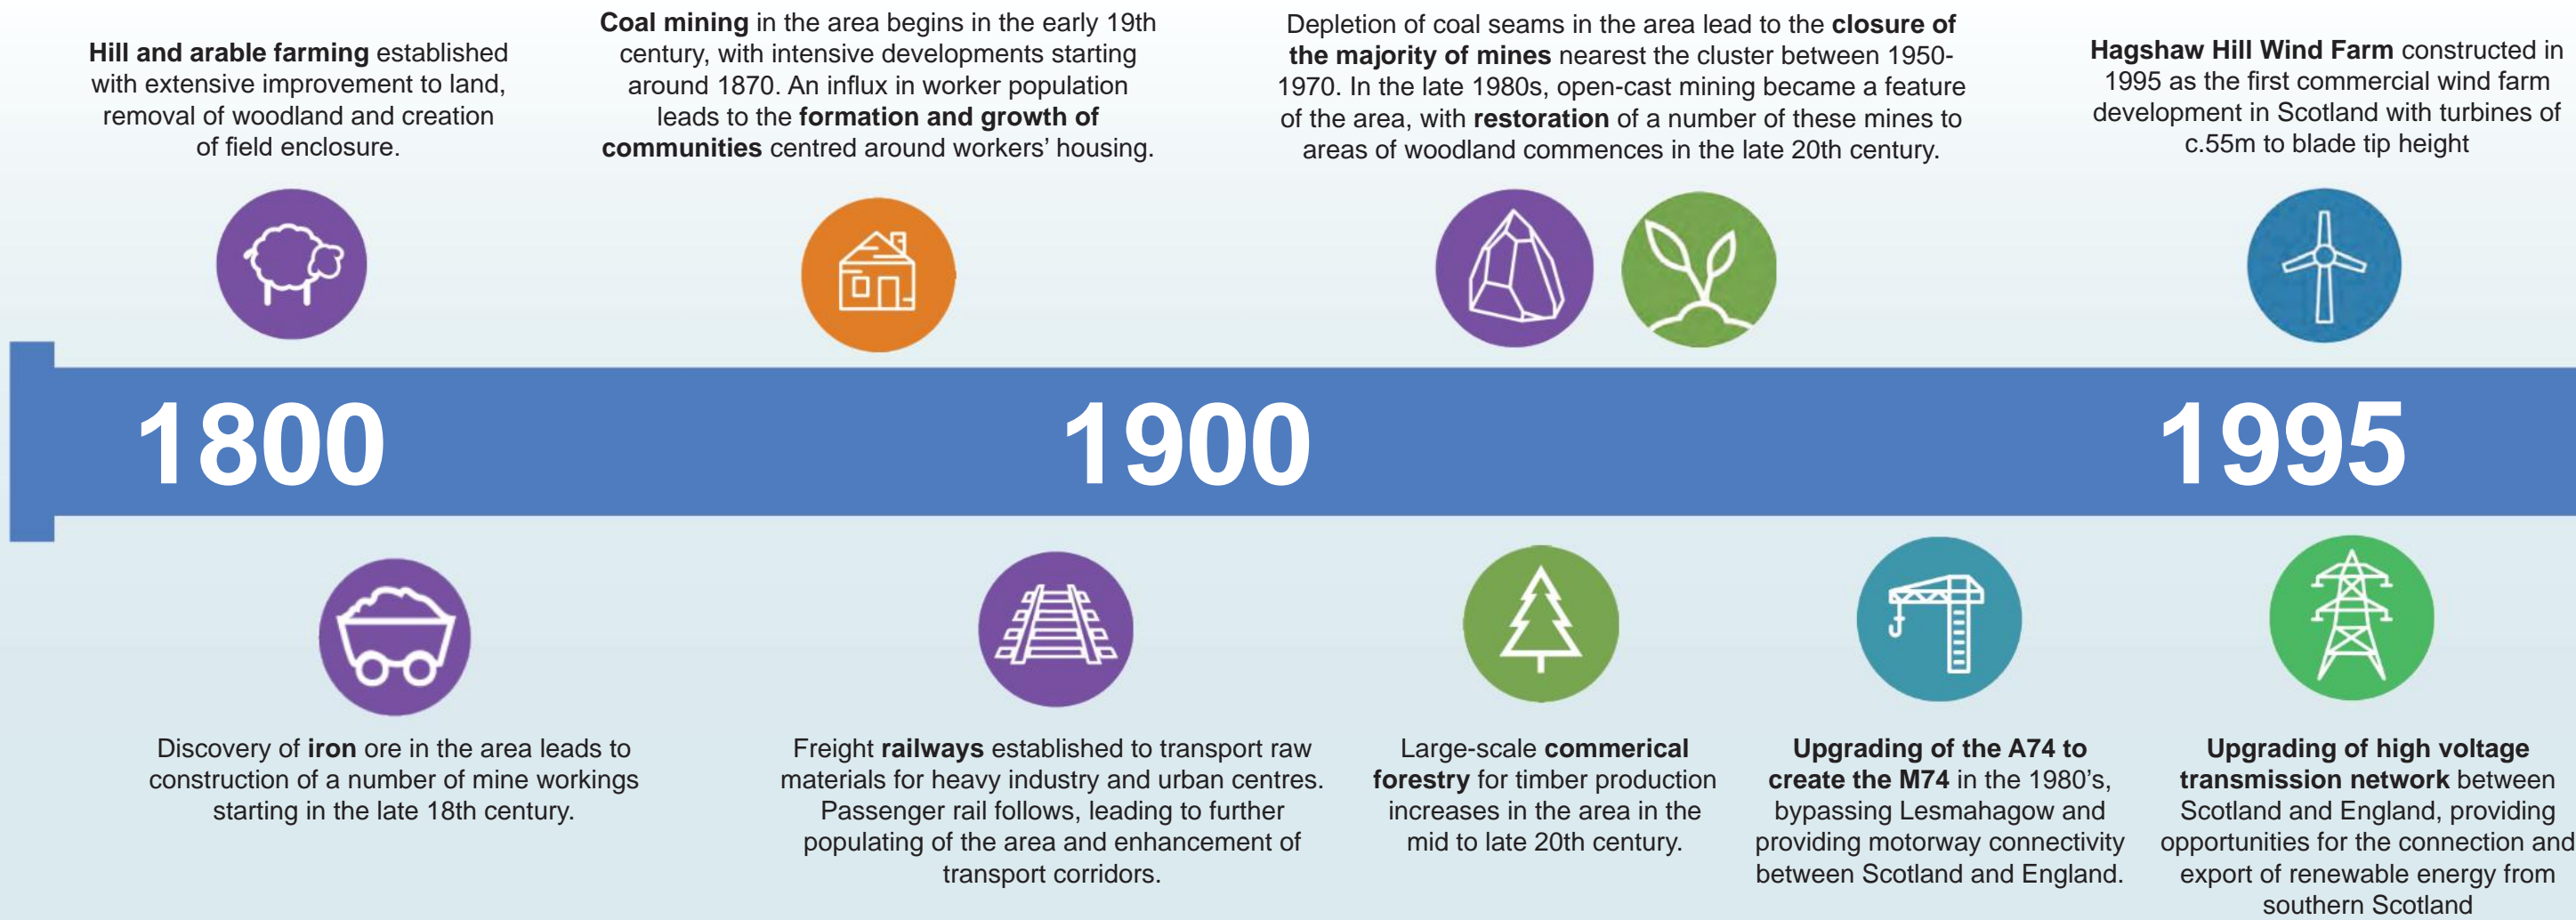 Hill and arable farming established
with extensive improvement to land,
removal of woodland and creation
of field enclosure.
Coal mining in the area begins in the early 19th
century, with intensive developments starting
around 1870. An influx in worker population
leads to the formation and growth of
communities centred around workers’ housing.
Depletion of coal seams in the area lead to the closure of
the majority of mines nearest the cluster between 1950-
1970. In the late 1980s, open-cast mining became a feature
of the area, with restoration of a number of these mines to
areas of woodland commences in the late 20th century.
Hagshaw Hill Wind Farm constructed in
1995 as the first commercial wind farm
development in Scotland with turbines of
c.55m to blade tip height
1800
1900
1995
Discovery of iron ore in the area leads to
construction of a number of mine workings
starting in the late 18th century.
Freight railways established to transport raw
materials for heavy industry and urban centres.
Passenger rail follows, leading to further
populating of the area and enhancement of
transport corridors.
Large-scale commerical
forestry for timber production
increases in the area in the
mid to late 20th century.
Upgrading of the A74 to
create the M74 in the 1980’s,
bypassing Lesmahagow and
providing motorway connectivity
between Scotland and England.
Upgrading of high voltage
transmission network between
Scotland and England, providing
opportunities for the connection and
export of renewable energy from
southern Scotland